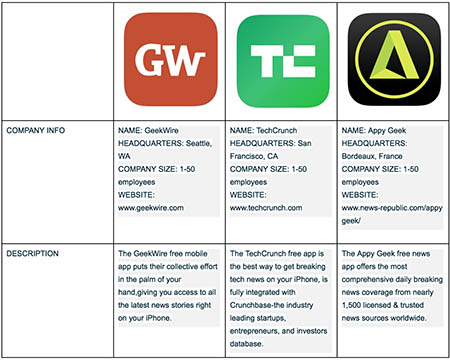 GW
TC
COMPANY INFO
NAME: GeekWire
HEADQUARTERS: Seattle,
WA
COMPANY SIZE: 1-50
employees
WEBSITE:
www.geekwire.com
NAME: TechCrunch
HEADQUARTERS: San
Francisco, CA
COMPANY SIZE: 1-50
employees
WEBSITE:
www.techcrunch.com
NAME: Appy Geek
HEADQUARTERS:
Bordeaux, France
COMPANY SIZE: 1-50
employees
WEBSITE:
www.news-republic.com/appy
geek/
DESCRIPTION
The GeekWire free mobile
app puts their collective effort
in the palm of your
hand,giving you access to all
the latest news stories right
on your iPhone.
The TechCrunch free app is
the best way to get breaking
tech news on your iPhone, is
fully integrated with
Crunchbase-the industry
leading startups,
entrepreneurs, and investors
database.
The Appy Geek free news
app offers the most
comprehensive daily breaking
news coverage from nearly
1,500 licensed & trusted
news sources worldwide.